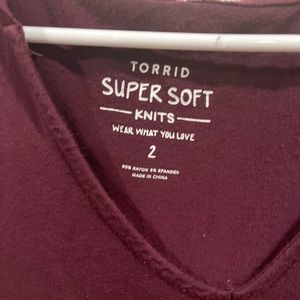 TORRID
SUPER SOFT
KNITS
WEAR WHAT YOU LOVE
2
95% RAYON 5% SPANDEX
MADE IN CHINA